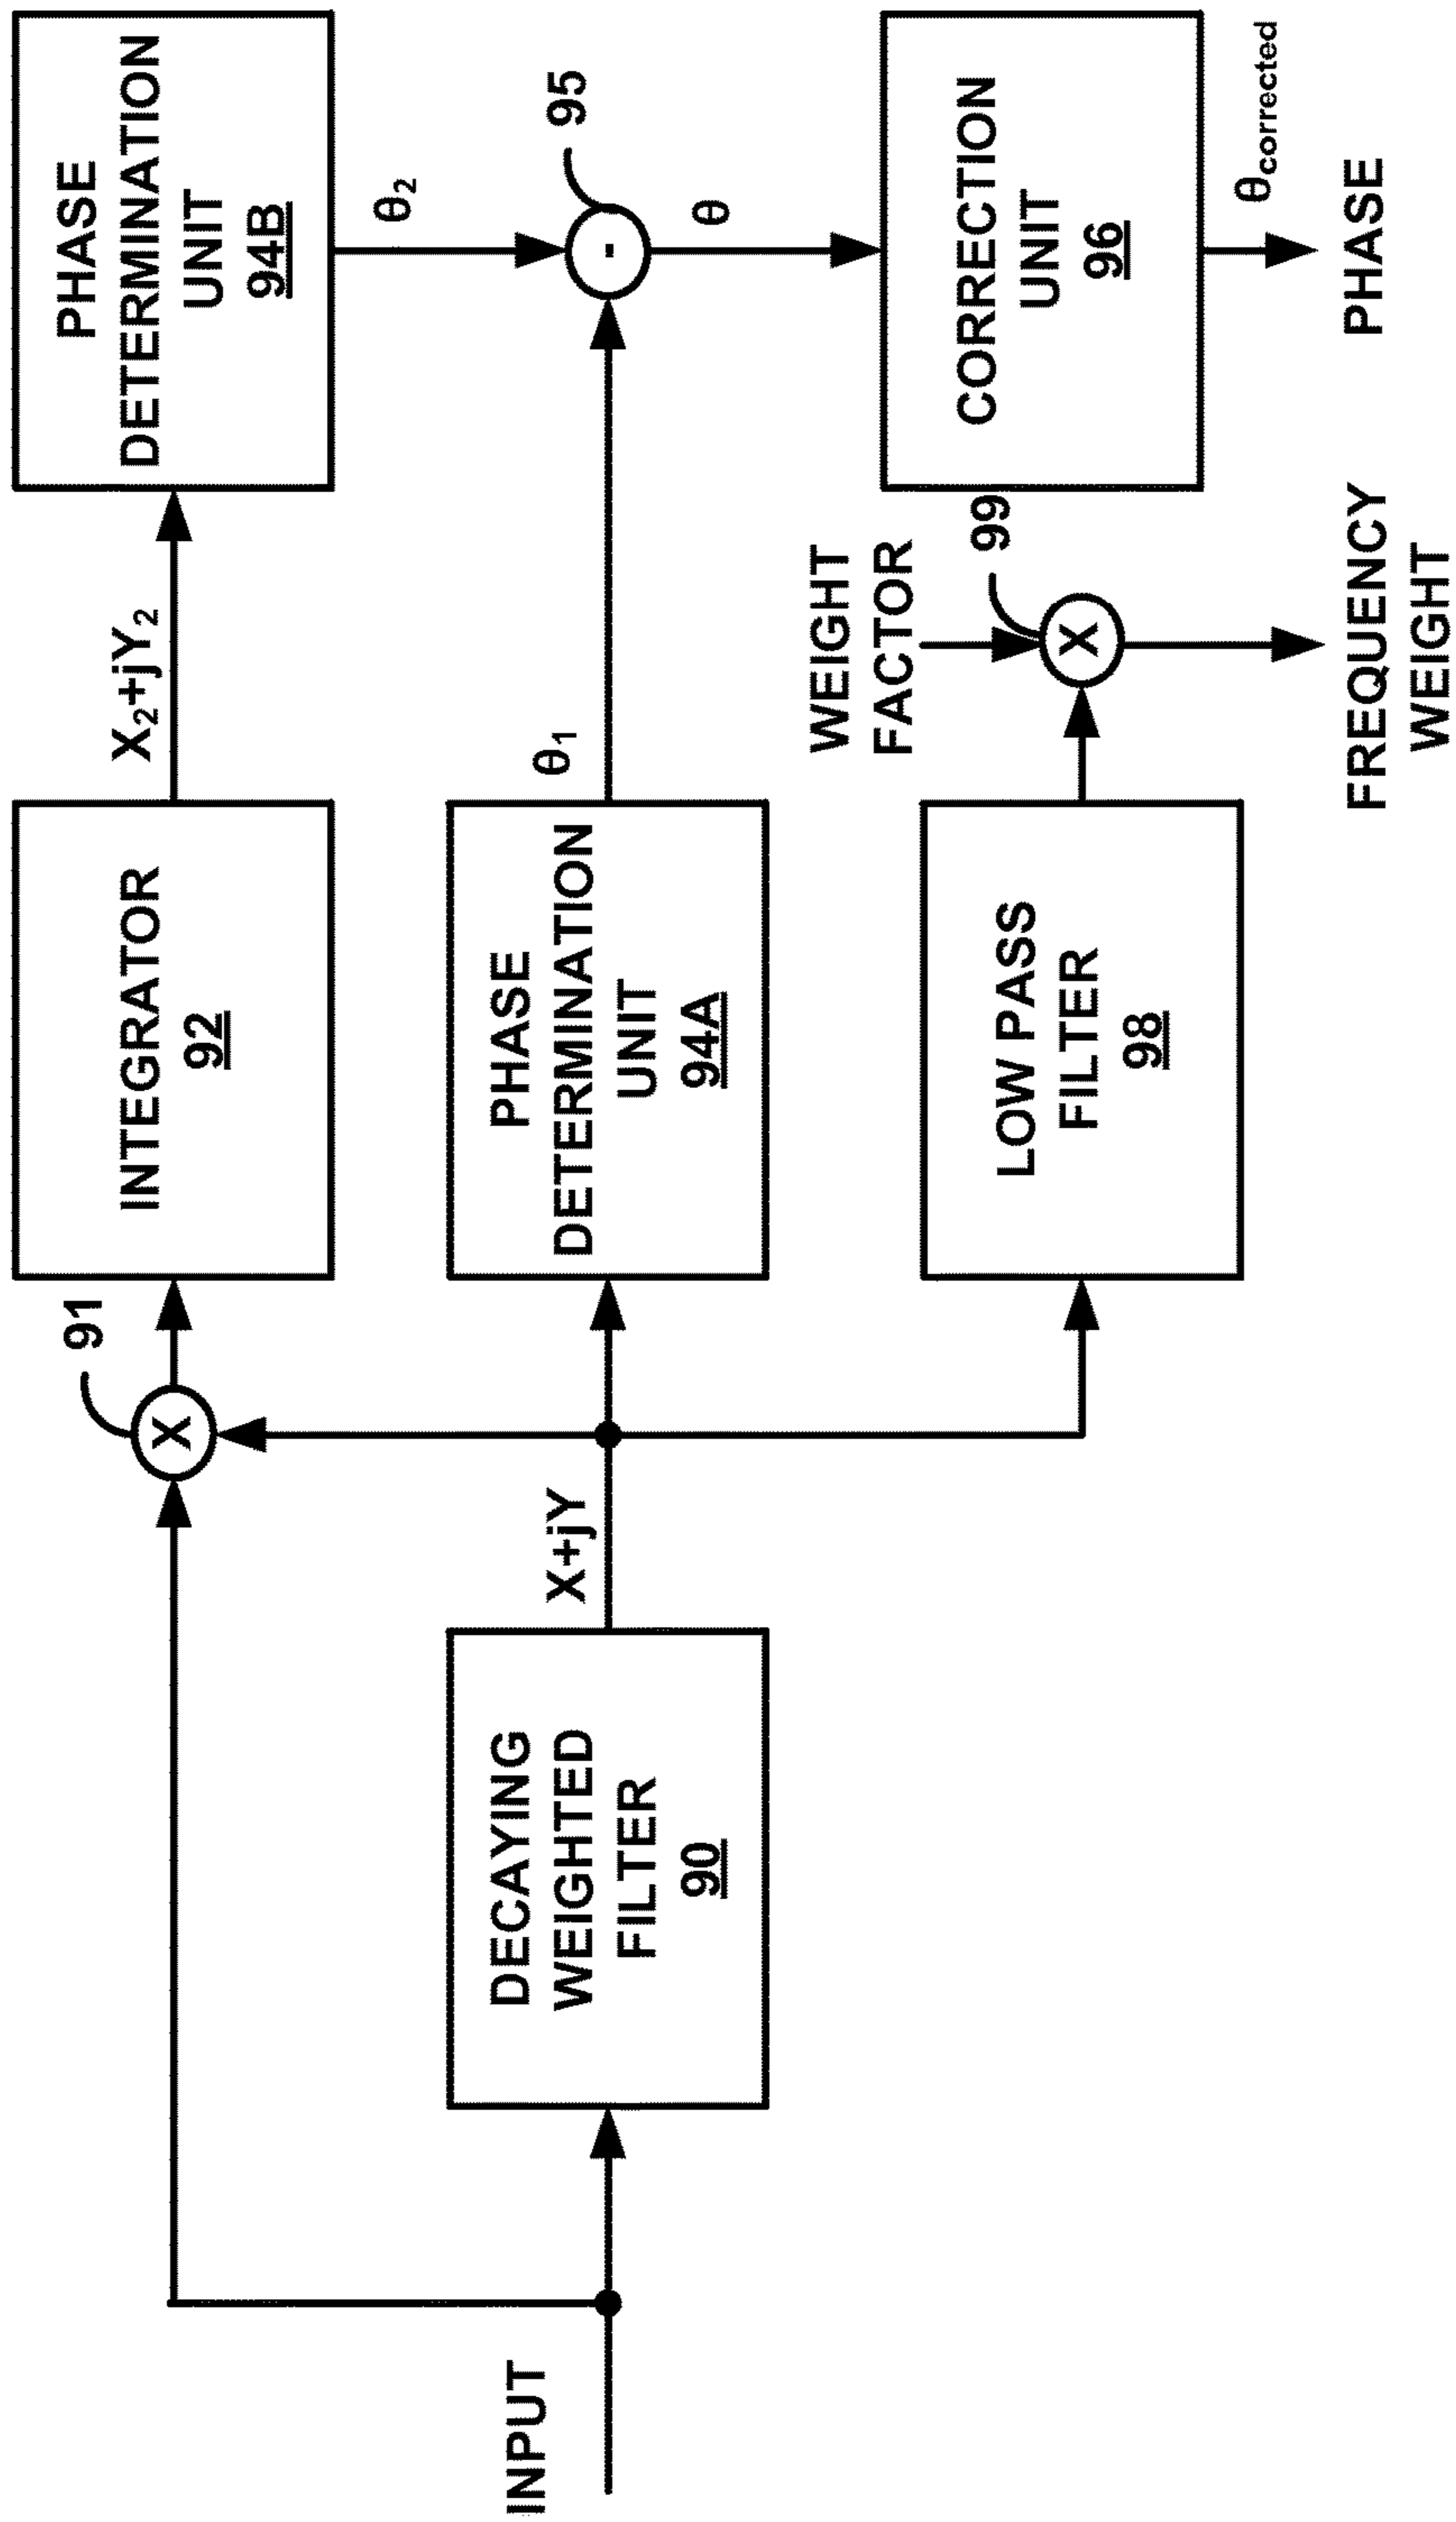 INPUT
DECAYING
WEIGHTED
FILTER
90
X+jY
X
91
INTEGRATOR
92
X₂+jY₂
PHASE
DETERMINATION
UNIT
94B
PHASE
DETERMINATION
UNIT
94A
θ₁
θ₂
-
95
θ
LOW PASS
FILTER
98
WEIGHT
FACTOR
X
99
FREQUENCY
WEIGHT
CORRECTION
UNIT
96
θcorrected
PHASE